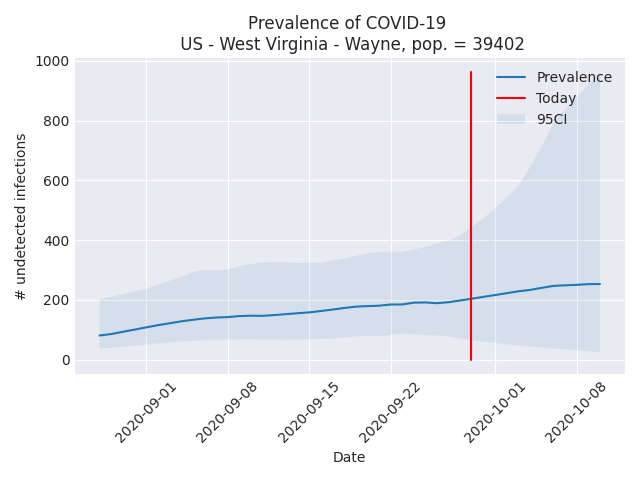 Prevalence of COVID-19
US - West Virginia - Wayne, pop. = 39402
1000
800
600
400
200
0
# undetected infections
Prevalence
Today
95CI
2020-09-01
2020-09-08
2020-09-15
2020-09-22
2020-10-01
2020-10-08
Date